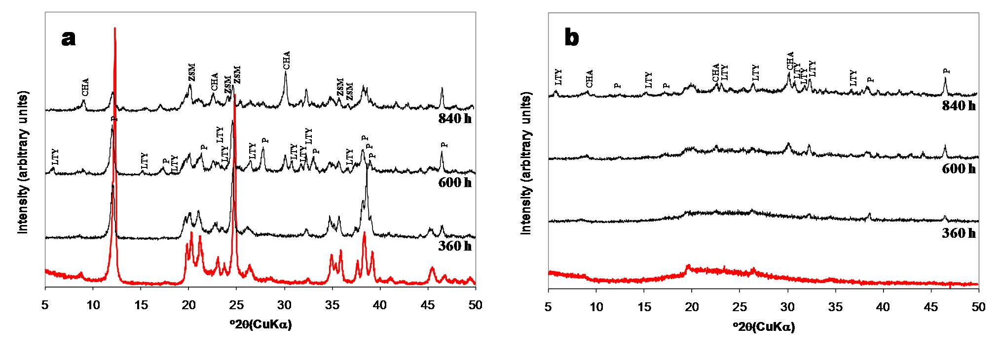 a
CHA
ZSM
CHA
ZSM
ZSM
CHA
ZSM
ZSM
840 h
P
LTY
LTY
P
LTY
P
LTY
LTY
LTY
P
LTY
LTY
LTY
P
LTY
P
P
P
P
600 h
360 h
5 10 15 20 25 30 35 40 45 50
°2θ(CuKα)
Intensity (arbitrary units)
b
LTY
CHA
P
LTY
P
CHA
LTY
LTY
CHA
LTY
LTY
LTY
LTY
P
P
840 h
600 h
360 h
5 10 15 20 25 30 35 40 45 50
°2θ(CuKα)
Intensity (arbitrary units)